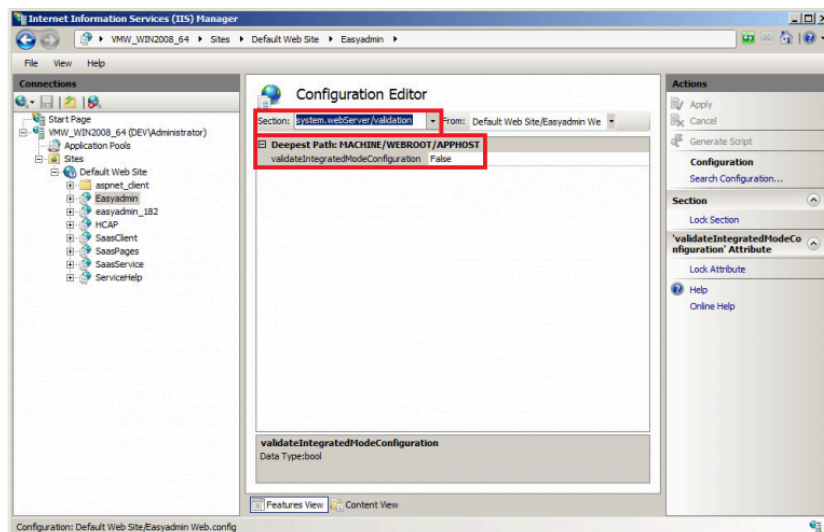 Internet Information Services (IIS) Manager
VMW_WIN2008_64 Sites Default Web Site Easyadmin
File View Help
Connections
Start Page
VMW_WIN2008_64 (DEV\Administrator)
Application Pools
Sites
Default Web Site
aspnet_client
Easyadmin
easyadmin_182
HCAP
SaasClient
SaasPages
SaasService
ServiceHelp
Configuration Editor
Section: system.webServer/validation From: Default Web Site/Easyadmin We
Deepest Path: MACHINE/WEBROOT/APPHOST
validateIntegratedModeConfiguration False
validateIntegratedModeConfiguration
Data Type:bool
Features View Content View
Actions
Apply
Cancel
Generate Script
Configuration
Search Configuration...
Section
Lock Section
'validateIntegratedModeCo
nfiguration' Attribute
Lock Attribute
Help
Online Help
Configuration: Default Web Site/Easyadmin Web.config